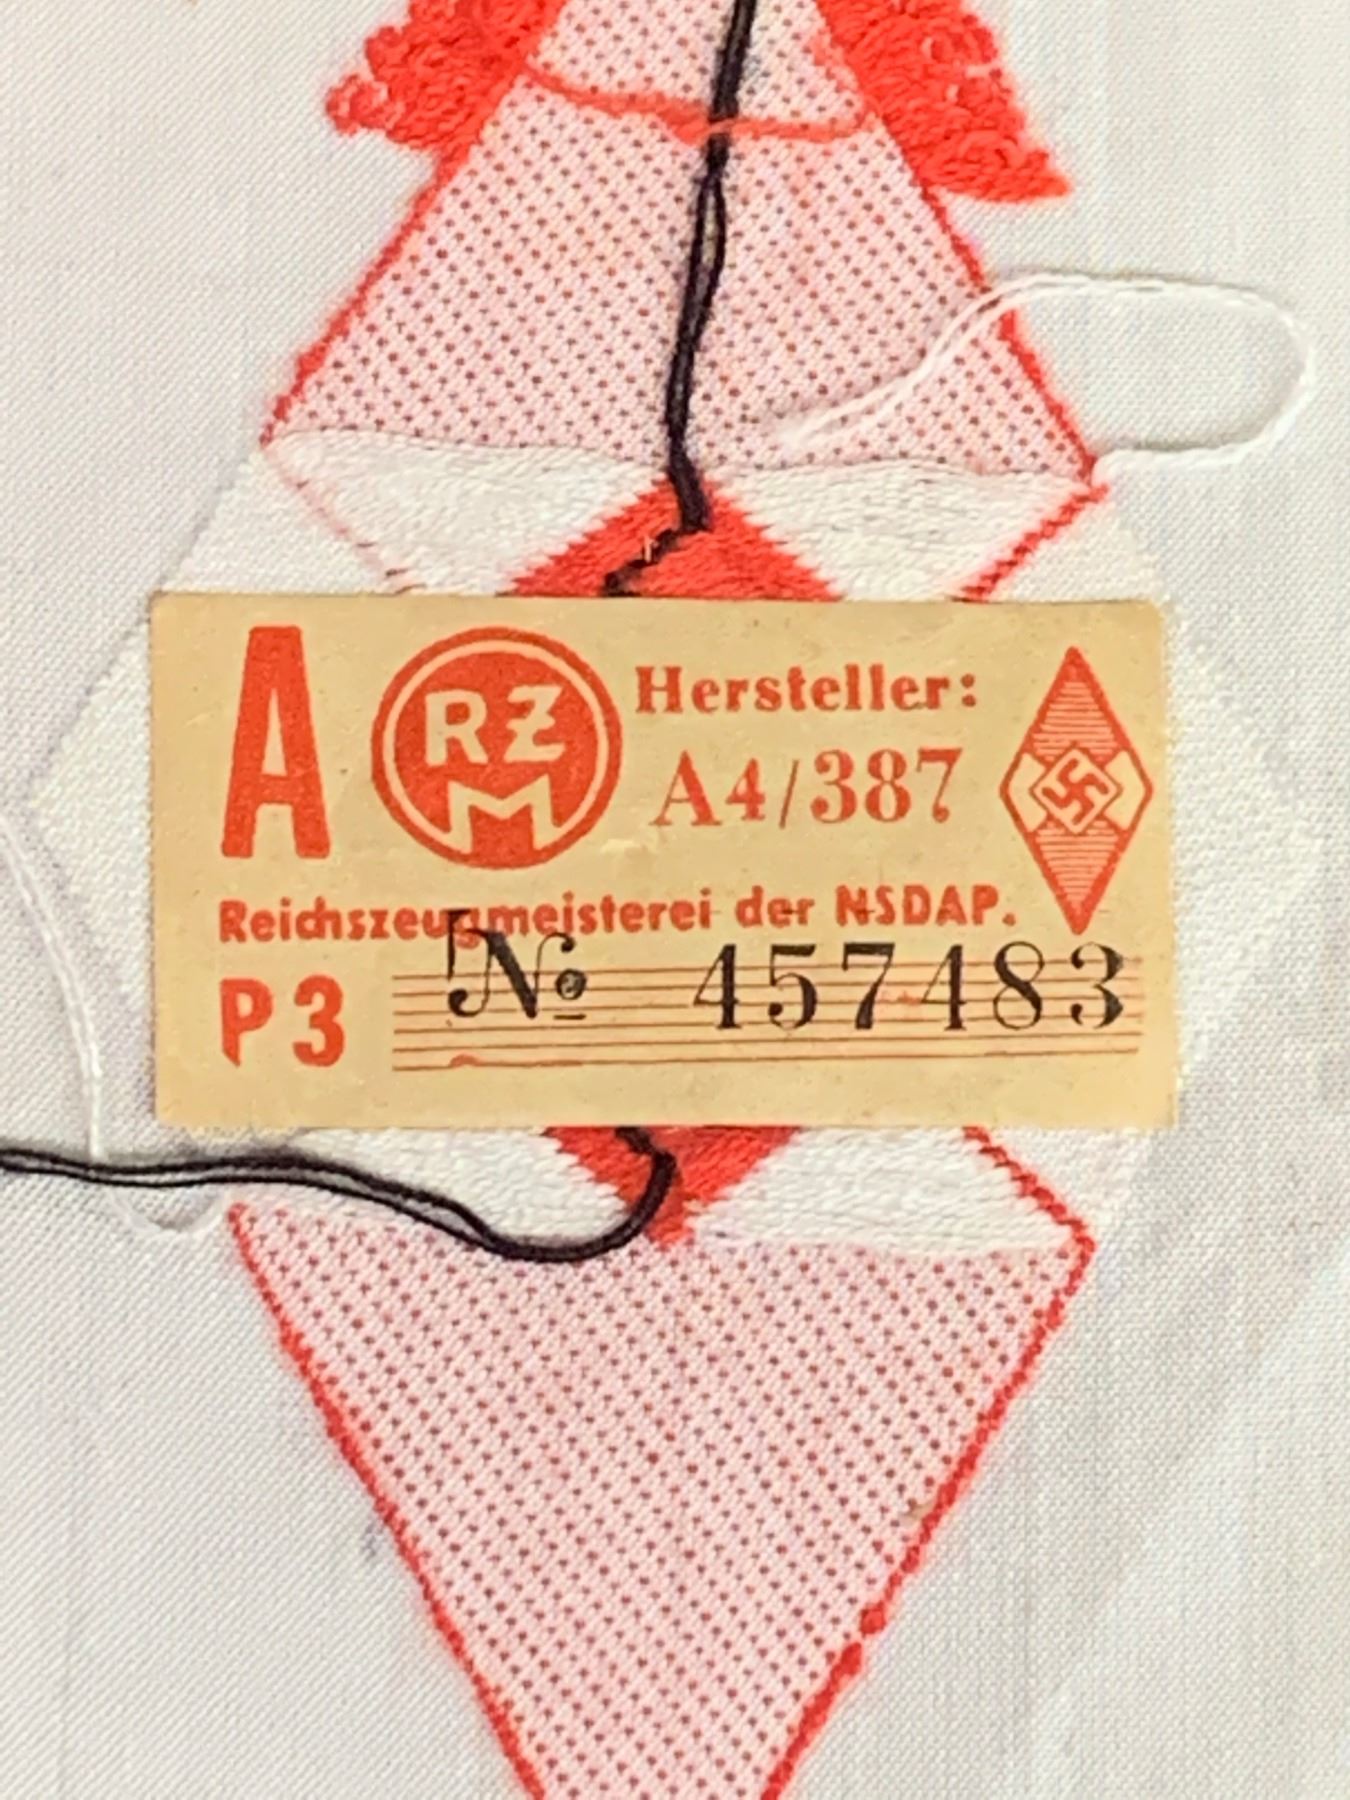 A RZM Hersteller:
A4/387
Reichszeugmeisterei der NSDAP.
P3 № 457483